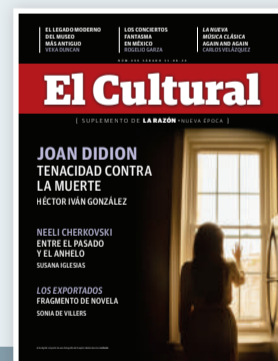 EL LEGADO MODERNO
DEL MUSEO
MÁS ANTIGUO
VEKA DUNCAN
LOS CONCIERTOS
FANTASMA
EN MÉXICO
ROGELIO GARZA
LA NUEVA
MÚSICA CLÁSICA
AGAIN AND AGAIN
CARLOS VELÁZQUEZ
El Cultural
| SUPLEMENTO DE LA RAZÓN • NUEVA ÉPOCA |
JOAN DIDION
TENACIDAD CONTRA
LA MUERTE
HÉCTOR IVÁN GONZÁLEZ
NEELI CHERKOVSKI
ENTRE EL PASADO
Y EL ANHELO
SUSANA IGLESIAS
LOS EXPORTADOS
FRAGMENTO DE NOVELA
SONIA DE VILLERS